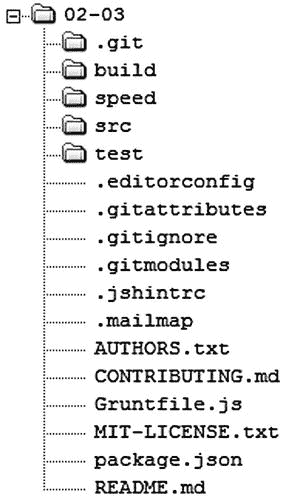 02-03
.git
build
speed
src
test
.editorconfig
.gitattributes
.gitignore
.gitmodules
.jshintrc
.mailmap
AUTHORS.txt
CONTRIBUTING.md
Gruntfile.js
MIT-LICENSE.txt
package.json
README.md